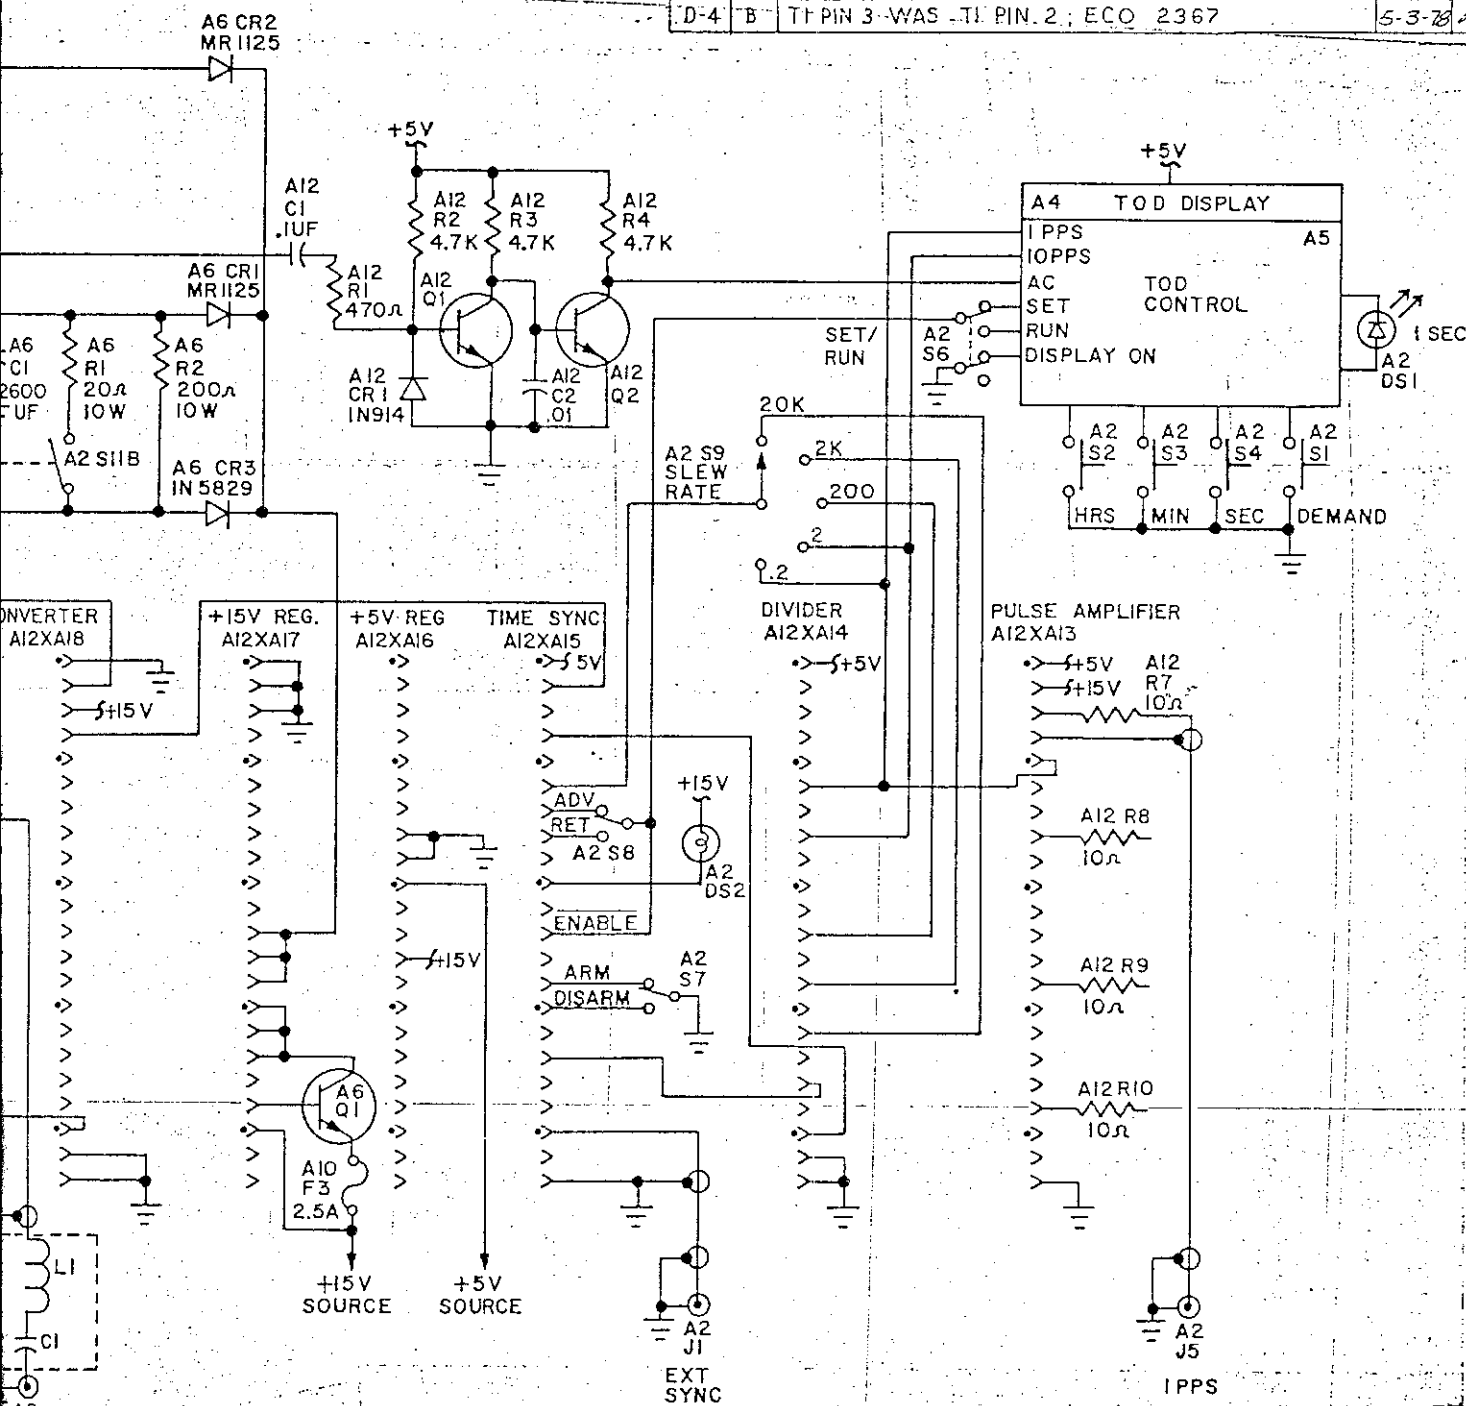 D-4 B T1 PIN 3 WAS T1 PIN 2; ECO 2367 5-3-78
A6 CR2
MR1125
+5V
+5V
A12
C1
.1UF
A12
R2
4.7K
A12
R3
4.7K
A12
R4
4.7K
A4 TOD DISPLAY
1 PPS
10PPS
AC
SET
RUN
DISPLAY ON
A5
TOD
CONTROL
A6 CR1
MR1125
A12
R1
470Ω
A12
Q1
A12
Q2
A12
CR1
1N914
A12
C2
.01
SET/
RUN
A2
S6
1 SEC
A2
DS1
A6
C1
2600
UF
A6
R1
20Ω
10W
A6
R2
200Ω
10W
A2 S11B
A6 CR3
1N5829
A2 S9
SLEW
RATE
20K
2K
200
2
.2
A2
S2
A2
S3
A2
S4
A2
S1
HRS MIN SEC DEMAND
ONVERTER
A12XA18
+15V REG.
A12XA17
+5V REG
A12XA16
TIME SYNC
A12XA15
DIVIDER
A12XA14
PULSE AMPLIFIER
A12XA13
+15V
5V
+5V
+5V
+15V
A12
R7
10Ω
ADV
RET
A2 S8
+15V
A2
DS2
A12 R8
10Ω
ENABLE
+15V
ARM
DISARM
A2
S7
A12 R9
10Ω
A6
Q1
A12 R10
10Ω
A10
F3
2.5A
L1
C1
+15V
SOURCE
+5V
SOURCE
A2
J1
EXT
SYNC
A2
J5
1 PPS